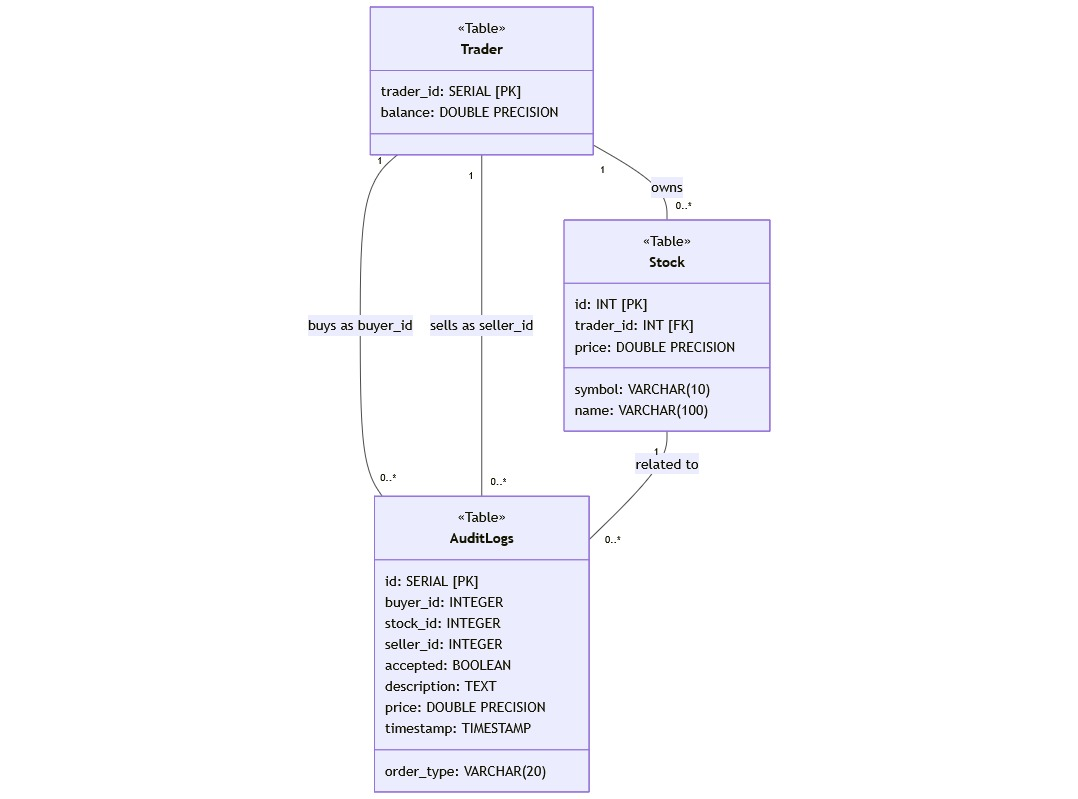 «Table»
Trader
trader_id: SERIAL [PK]
balance: DOUBLE PRECISION
1
1
1
owns
0..*
«Table»
Stock
id: INT [PK]
trader_id: INT [FK]
price: DOUBLE PRECISION
symbol: VARCHAR(10)
name: VARCHAR(100)
buys as buyer_id
sells as seller_id
1
related to
0..*
0..*
0..*
«Table»
AuditLogs
id: SERIAL [PK]
buyer_id: INTEGER
stock_id: INTEGER
seller_id: INTEGER
accepted: BOOLEAN
description: TEXT
price: DOUBLE PRECISION
timestamp: TIMESTAMP
order_type: VARCHAR(20)